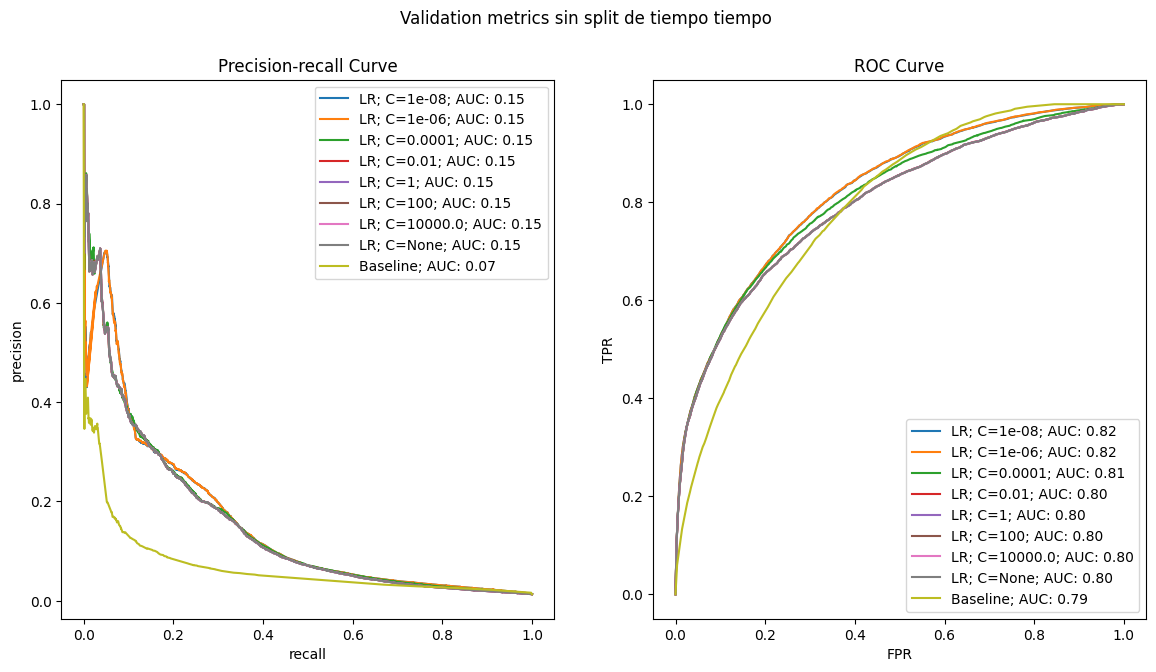 Validation metrics sin split de tiempo tiempo
Precision-recall Curve
precision
1.0
0.8
0.6
0.4
0.2
0.0
0.0 0.2 0.4 0.6 0.8 1.0
recall
LR; C=1e-08; AUC: 0.15
LR; C=1e-06; AUC: 0.15
LR; C=0.0001; AUC: 0.15
LR; C=0.01; AUC: 0.15
LR; C=1; AUC: 0.15
LR; C=100; AUC: 0.15
LR; C=10000.0; AUC: 0.15
LR; C=None; AUC: 0.15
Baseline; AUC: 0.07
ROC Curve
TPR
1.0
0.8
0.6
0.4
0.2
0.0
0.0 0.2 0.4 0.6 0.8 1.0
FPR
LR; C=1e-08; AUC: 0.82
LR; C=1e-06; AUC: 0.82
LR; C=0.0001; AUC: 0.81
LR; C=0.01; AUC: 0.80
LR; C=1; AUC: 0.80
LR; C=100; AUC: 0.80
LR; C=10000.0; AUC: 0.80
LR; C=None; AUC: 0.80
Baseline; AUC: 0.79